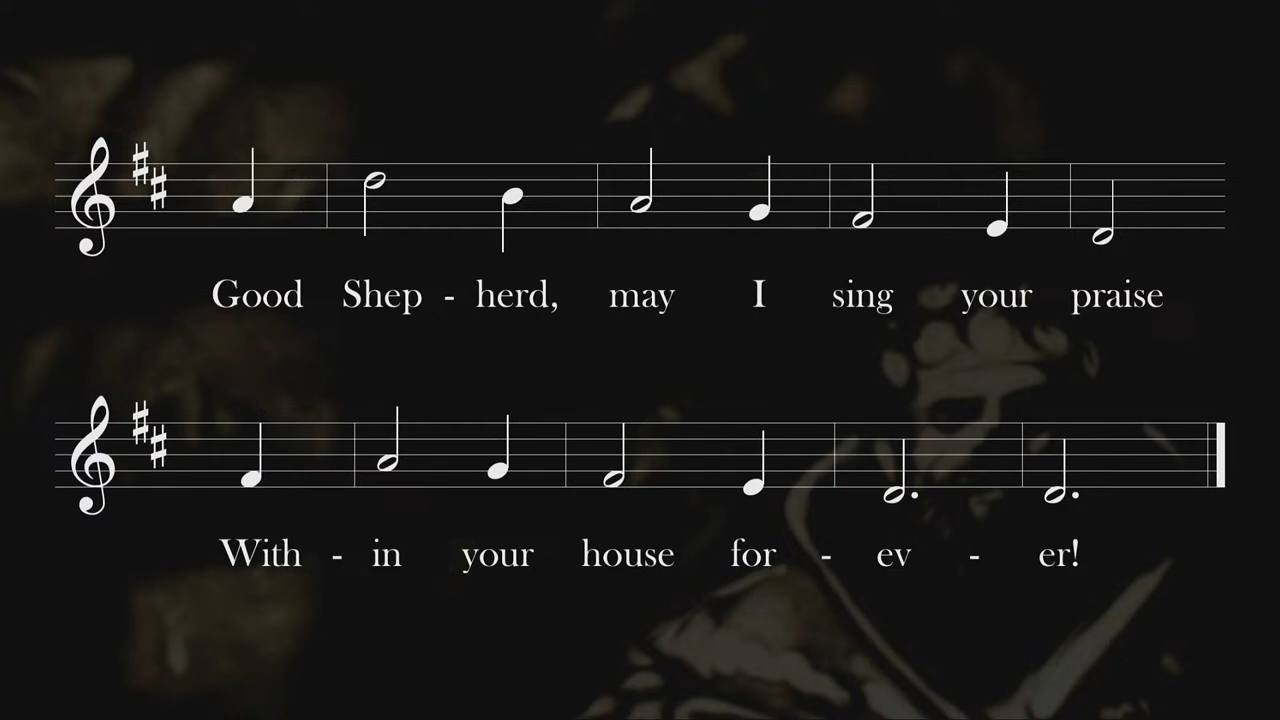 Good Shep - herd, may I sing your praise
With - in your house for - ev - er!